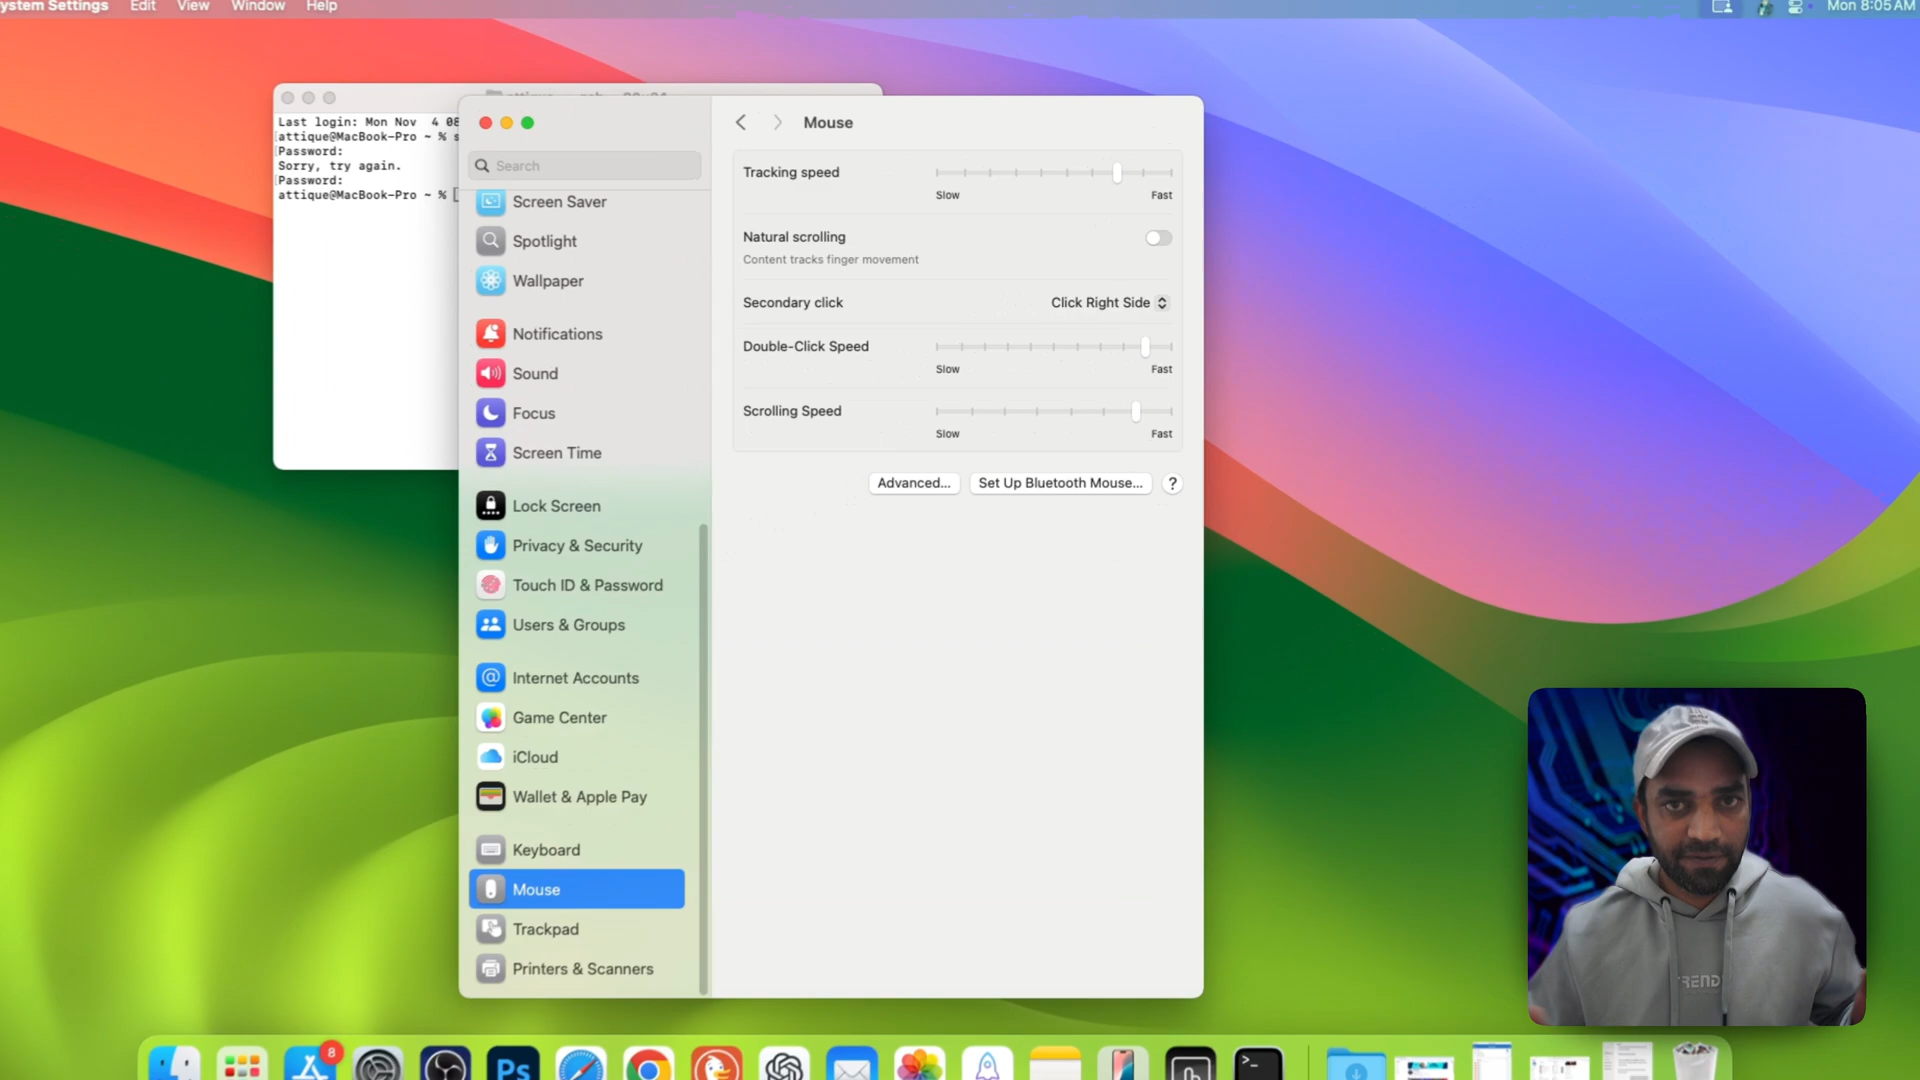 ystem Settings Edit View Window Help Mon 8:05 AM
Last login: Mon Nov 4 08
[attique@MacBook-Pro ~ % s
[Password:
Sorry, try again.
[Password:
attique@MacBook-Pro ~ % [
Search
Screen Saver
Spotlight
Wallpaper
Notifications
Sound
Focus
Screen Time
Lock Screen
Privacy & Security
Touch ID & Password
Users & Groups
Internet Accounts
Game Center
iCloud
Wallet & Apple Pay
Keyboard
Mouse
Trackpad
Printers & Scanners
Mouse
Tracking speed
Slow Fast
Natural scrolling
Content tracks finger movement
Secondary click Click Right Side
Double-Click Speed
Slow Fast
Scrolling Speed
Slow Fast
Advanced... Set Up Bluetooth Mouse... ?
TREND
8
Ps
>_